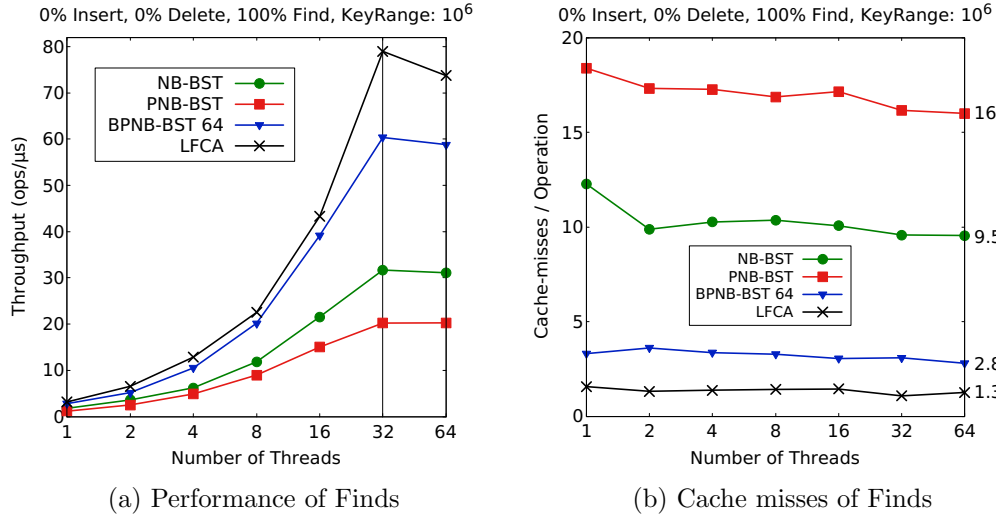 0% Insert, 0% Delete, 100% Find, KeyRange: 10⁶
Throughput (ops/μs)
80
70
60
50
40
30
20
10
0
NB-BST
PNB-BST
BPNB-BST 64
LFCA
1 2 4 8 16 32 64
Number of Threads
(a) Performance of Finds
0% Insert, 0% Delete, 100% Find, KeyRange: 10⁶
Cache-misses / Operation
20
15
10
5
0
16
9.5
2.8
1.3
NB-BST
PNB-BST
BPNB-BST 64
LFCA
1 2 4 8 16 32 64
Number of Threads
(b) Cache misses of Finds